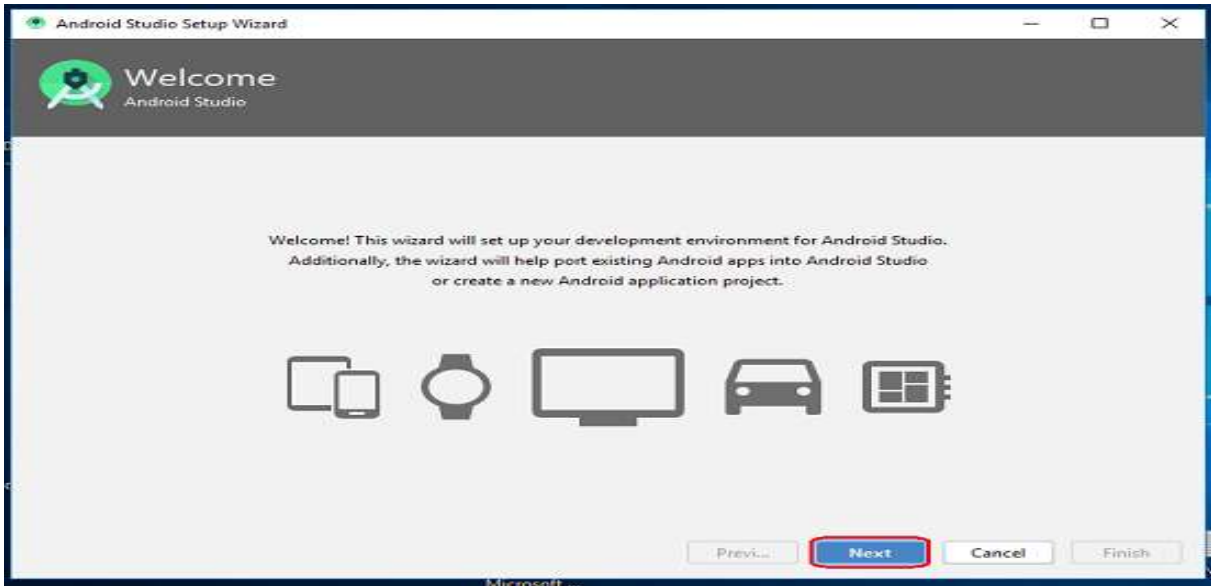 Android Studio Setup Wizard
Welcome
Android Studio
Welcome! This wizard will set up your development environment for Android Studio.
Additionally, the wizard will help port existing Android apps into Android Studio
or create a new Android application project.
Previ... Next Cancel Finish
Microsoft ...